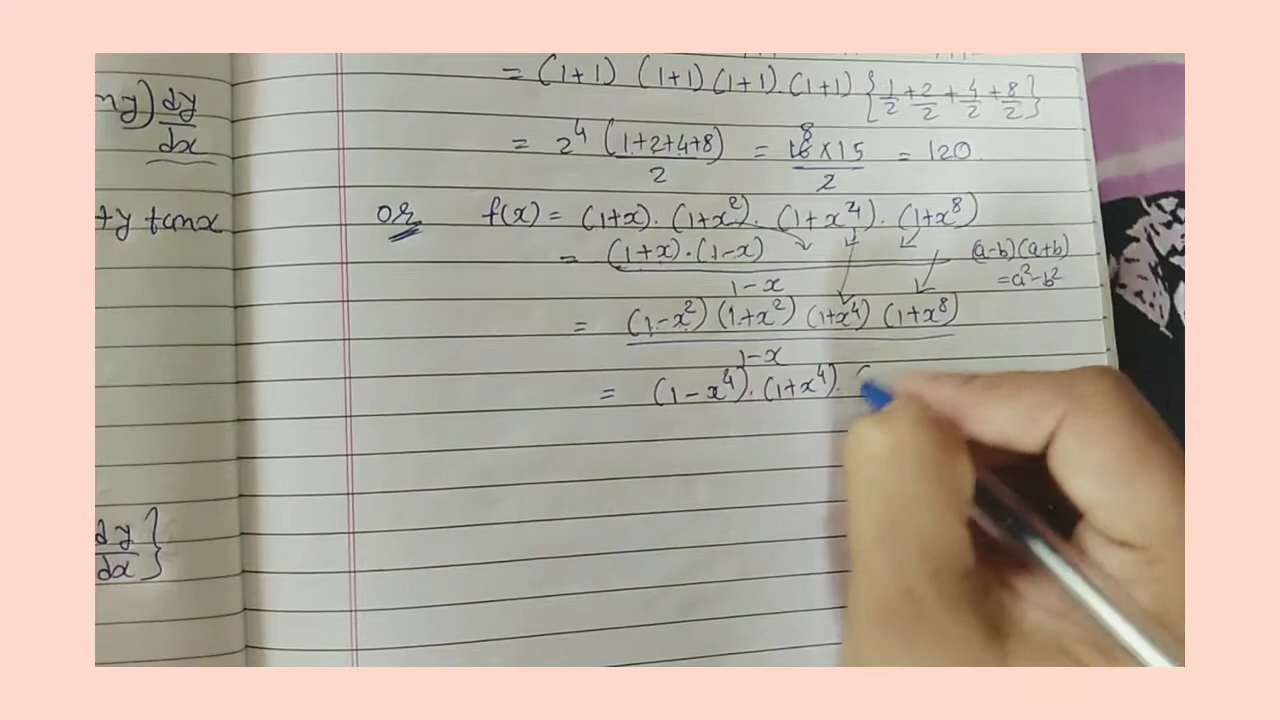 ny) dy/dx
+y tanx
dy/dx }
= (1+1) (1+1) (1+1) . (1+1) { 1/2 + 2/2 + 4/2 + 8/2 }
= 2⁴ (1+2+4+8)/2 = 8 16×15/2 = 120.
OR f(x) = (1+x) . (1+x²) . (1+x⁴) . (1+x⁸)
= (1+x) . (1-x) / 1-x (a-b)(a+b) = a²-b²
= (1-x²) (1+x²) (1+x⁴) (1+x⁸) / 1-x
= (1-x⁴) . (1+x⁴) . (